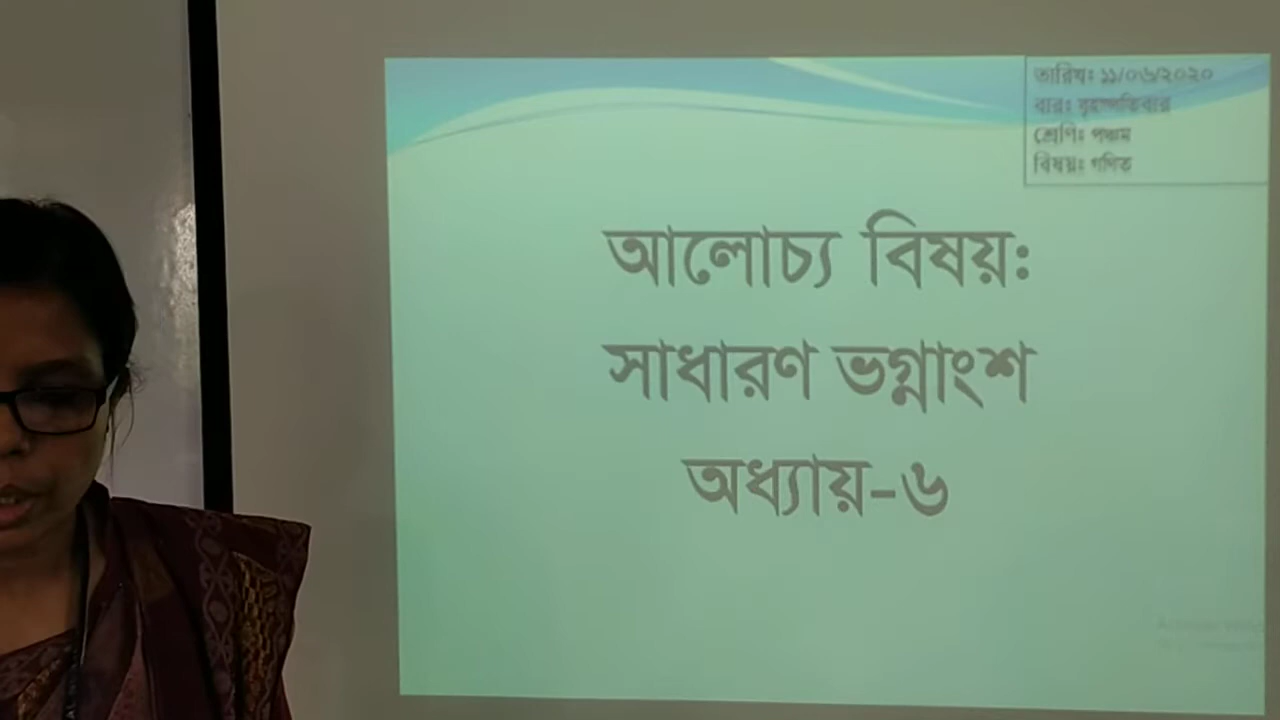 তারিখঃ ১১/০৬/২০২০
বারঃ বৃহস্পতিবার
শ্রেণিঃ পঞ্চম
বিষয়ঃ গণিত
আলোচ্য বিষয়ঃ
সাধারণ ভগ্নাংশ
অধ্যায়-৬